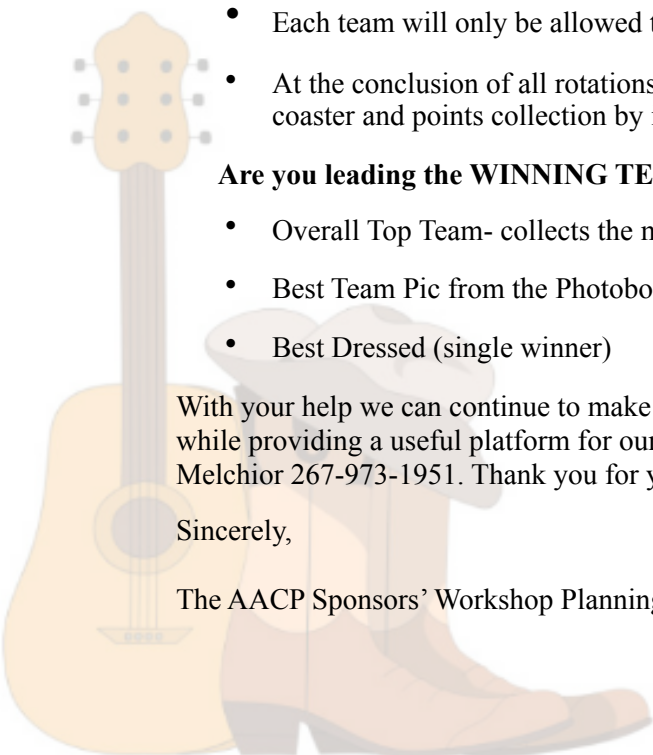 • Each team will only be allowed
• At the conclusion of all rotations
coaster and points collection by
Are you leading the WINNING TE
• Overall Top Team- collects the
• Best Team Pic from the Photobo
• Best Dressed (single winner)
With your help we can continue to make
while providing a useful platform for our
Melchior 267-973-1951. Thank you for
Sincerely,
The AACP Sponsors’ Workshop Planning